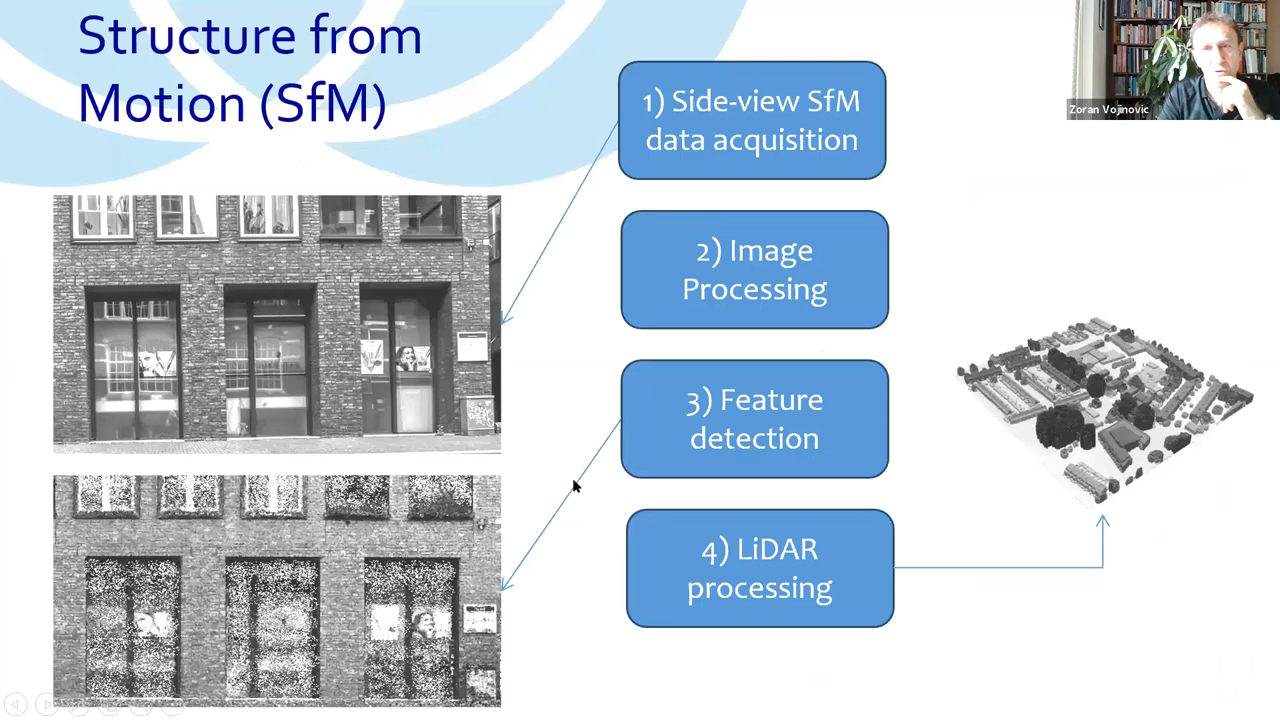 Structure from
Motion (SfM)
1) Side-view SfM
data acquisition
2) Image
Processing
3) Feature
detection
4) LiDAR
processing
Zoran Vojinovic